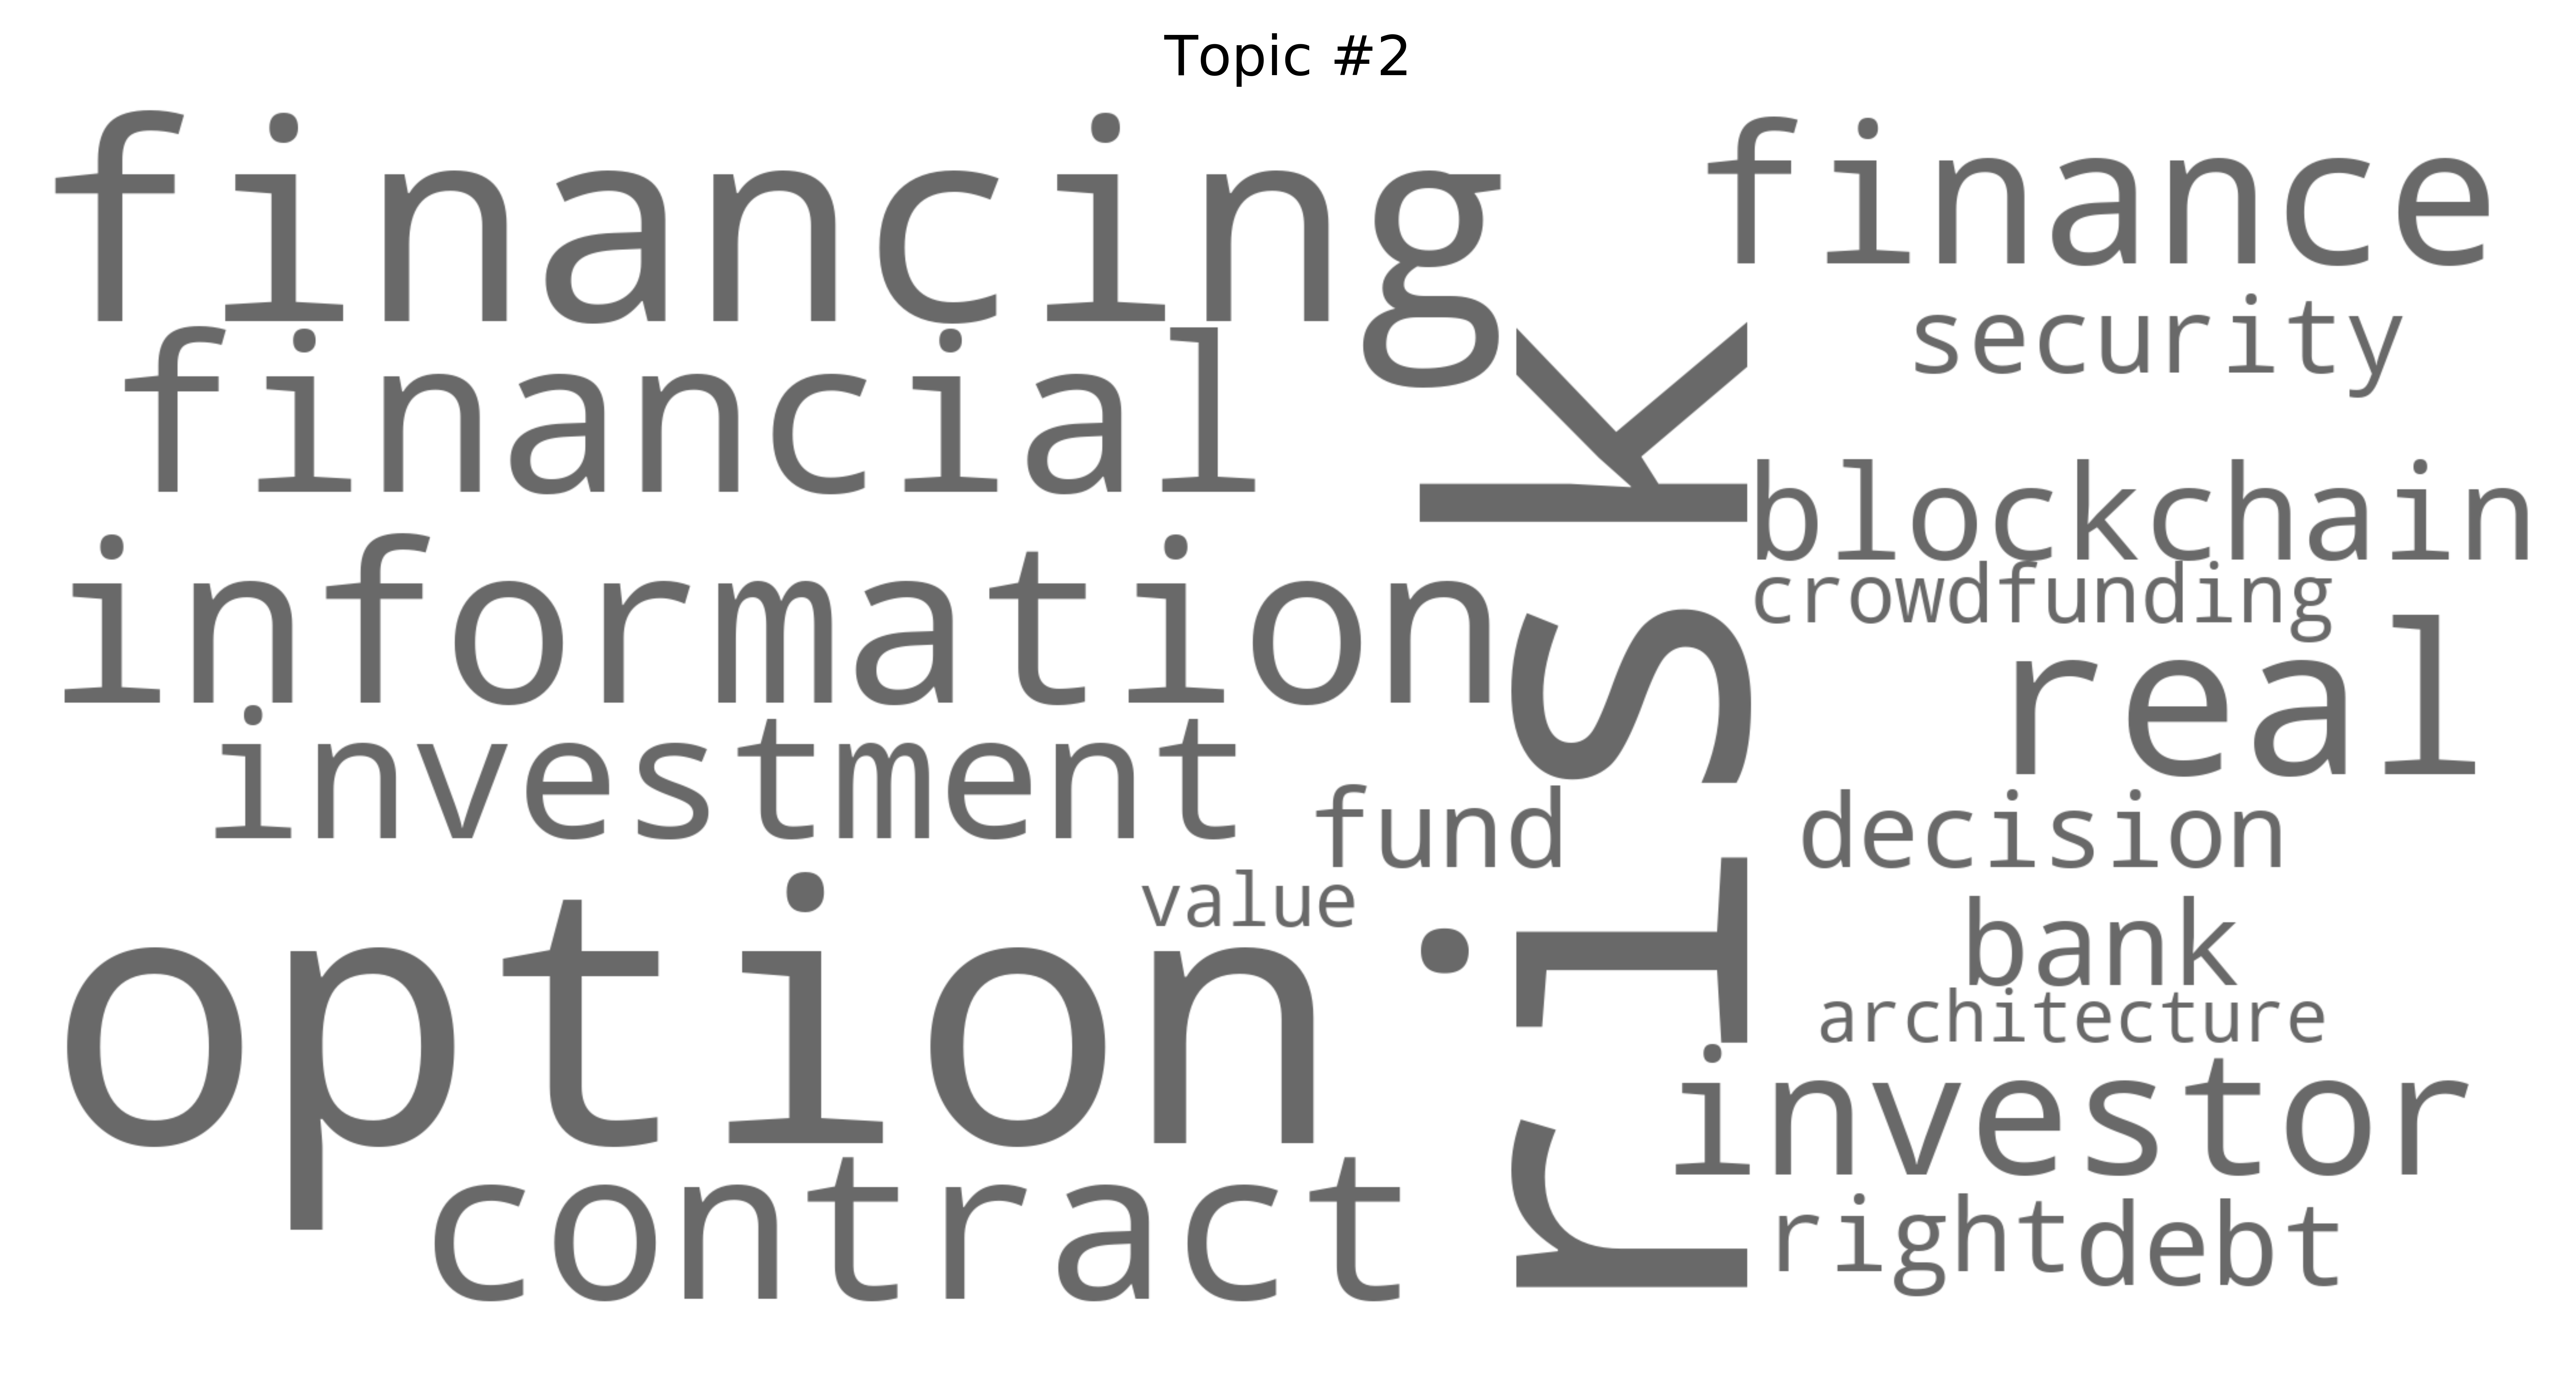 Topic #2
financing
finance
financial
security
risk
blockchain
information
crowdfunding
real
investment
fund
decision
value
option
bank
architecture
investor
contract
right
debt